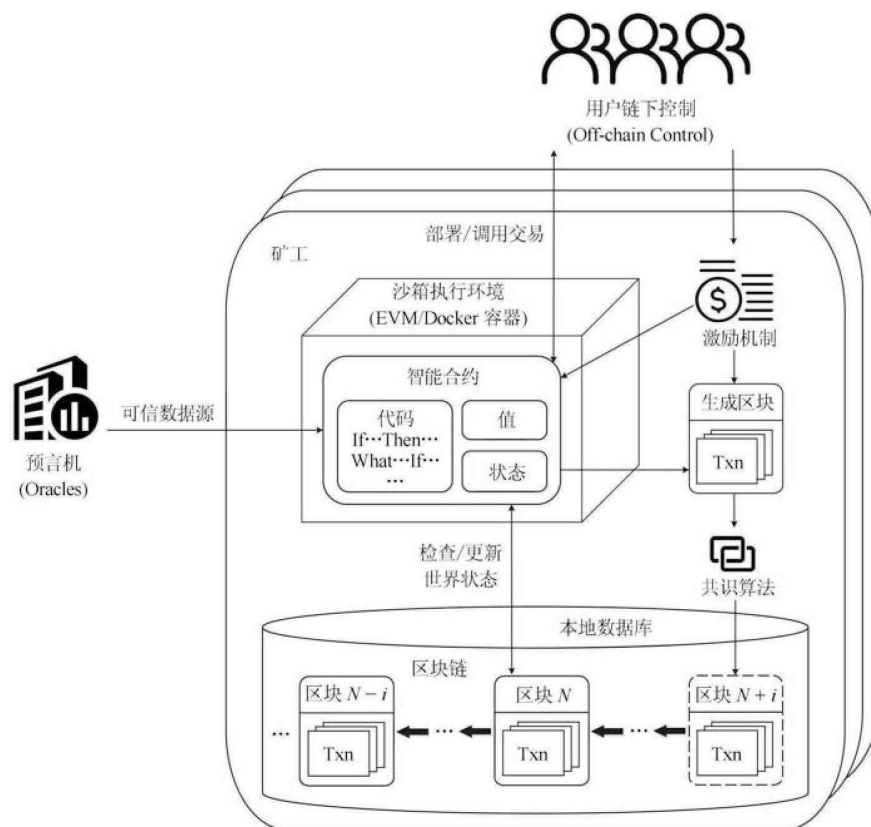 用户链下控制
(Off-chain Control)
部署/调用交易
矿工
沙箱执行环境
(EVM/Docker 容器)
$
激励机制
智能合约
代码
If…Then…
What…If…
…
值
状态
可信数据源
预言机
(Oracles)
生成区块
Txn
检查/更新
世界状态
共识算法
本地数据库
区块链
区块 N − i
区块 N
区块 N + i
…
Txn
…
Txn
…
Txn